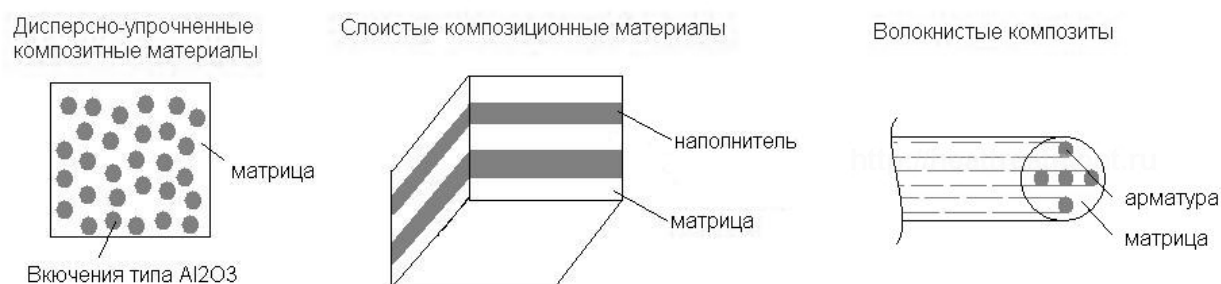 Дисперсно-упрочненные
композитные материалы
матрица
Вкючения типа Al2O3
Слоистые композиционные материалы
наполнитель
матрица
Волокнистые композиты
арматура
матрица